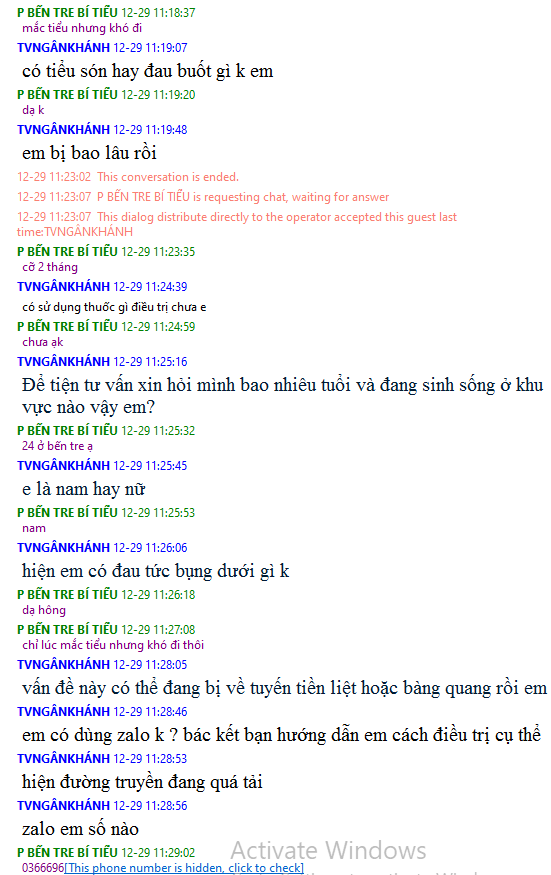 P BẾN TRE BÍ TIỂU 12-29 11:18:37
mắc tiểu nhưng khó đi
TVNGÂNKHÁNH 12-29 11:19:07
có tiểu són hay đau buốt gì k em
P BẾN TRE BÍ TIỂU 12-29 11:19:20
dạ k
TVNGÂNKHÁNH 12-29 11:19:48
em bị bao lâu rồi
12-29 11:23:02 This conversation is ended.
12-29 11:23:07 P BẾN TRE BÍ TIỂU is requesting chat, waiting for answer
12-29 11:23:07 This dialog distribute directly to the operator accepted this guest last
time:TVNGÂNKHÁNH
P BẾN TRE BÍ TIỂU 12-29 11:23:35
cỡ 2 tháng
TVNGÂNKHÁNH 12-29 11:24:39
có sử dụng thuốc gì điều trị chưa e
P BẾN TRE BÍ TIỂU 12-29 11:24:59
chưa ạk
TVNGÂNKHÁNH 12-29 11:25:16
Để tiện tư vấn xin hỏi mình bao nhiêu tuổi và đang sinh sống ở khu
vực nào vậy em?
P BẾN TRE BÍ TIỂU 12-29 11:25:32
24 ở bến tre ạ
TVNGÂNKHÁNH 12-29 11:25:45
e là nam hay nữ
P BẾN TRE BÍ TIỂU 12-29 11:25:53
nam
TVNGÂNKHÁNH 12-29 11:26:06
hiện em có đau tức bụng dưới gì k
P BẾN TRE BÍ TIỂU 12-29 11:26:18
dạ hông
P BẾN TRE BÍ TIỂU 12-29 11:27:08
chỉ lúc mắc tiểu nhưng khó đi thôi
TVNGÂNKHÁNH 12-29 11:28:05
vấn đề này có thể đang bị về tuyến tiền liệt hoặc bàng quang rồi em
TVNGÂNKHÁNH 12-29 11:28:46
em có dùng zalo k ? bác kết bạn hướng dẫn em cách điều trị cụ thể
TVNGÂNKHÁNH 12-29 11:28:53
hiện đường truyền đang quá tải
TVNGÂNKHÁNH 12-29 11:28:56
zalo em số nào
P BẾN TRE BÍ TIỂU 12-29 11:29:02
Activate Windows
0366696[This phone number is hidden, click to check]